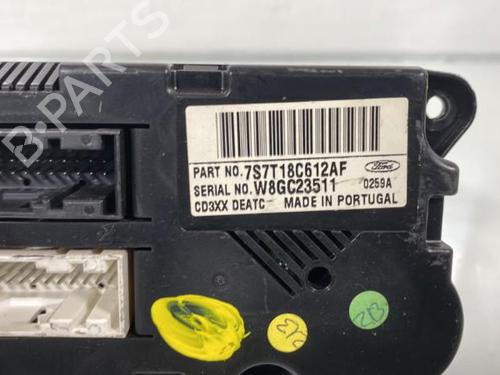 PART NO. 7S7T18C612AF
Ford
SERIAL NO. W8GC23511
0259A
CD3XX DEATC MADE IN PORTUGAL
B-PARTS